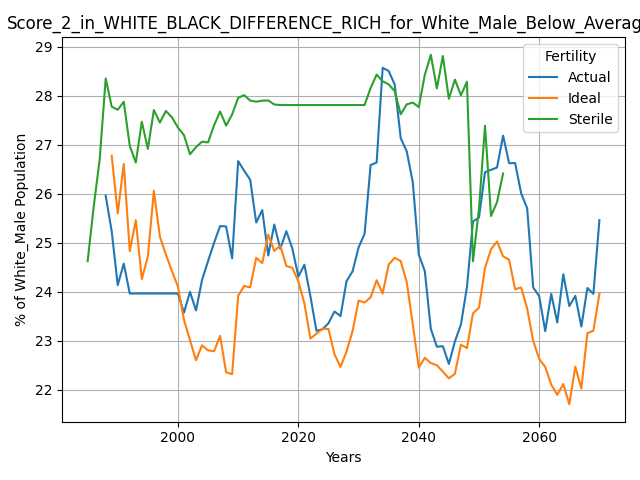 Score_2_in_WHITE_BLACK_DIFFERENCE_RICH_for_White_Male_Below_Averag
Fertility
Actual
Ideal
Sterile
% of White_Male Population
29
28
27
26
25
24
23
22
2000
2020
2040
2060
Years